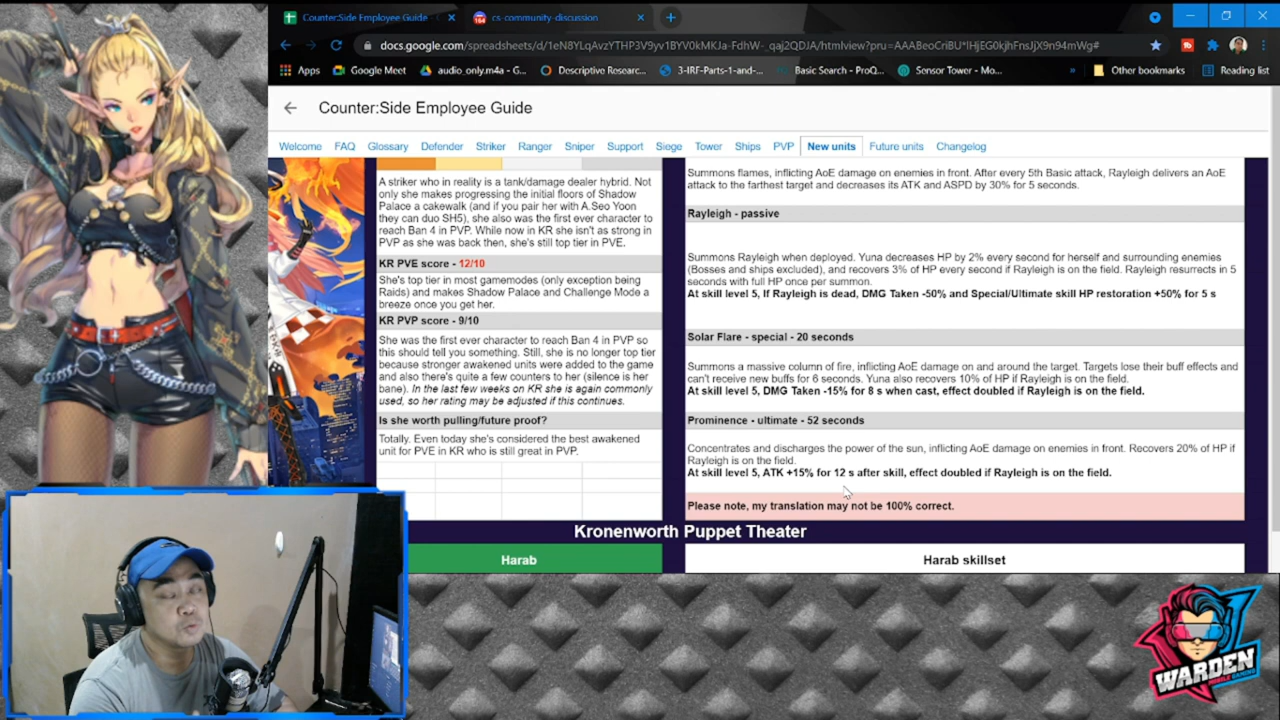 Counter:Side Employee Guide -
cs-community-discussion
docs.google.com/spreadsheets/d/1eN8YLqAvzYTHP3V9yv1BYV0kMKJa-FdhW-_qaj2QDJA/htmlview?pru=AAABeoCriBU*IHjEG0kjhFnsJjX9n94mWg#
Apps
Google Meet
audio_only.m4a - G...
Descriptive Researc...
3-IRF-Parts-1-and-...
Basic Search - ProQ...
Sensor Tower - Mo...
»
Other bookmarks
Reading list
Counter:Side Employee Guide
Welcome FAQ Glossary Defender Striker Ranger Sniper Support Siege Tower Ships PVP New units Future units Changelog
A striker who in reality is a tank/damage dealer hybrid. Not
only she makes progressing the initial floors of Shadow
Palace a cakewalk (and if you pair her with A.Seo Yoon
they can duo SH5), she also was the first ever character to
reach Ban 4 in PVP. While now in KR she isn't as strong in
PVP as she was back then, she's still top tier in PVE.
KR PVE score - 12/10
She's top tier in most gamemodes (only exception being
Raids) and makes Shadow Palace and Challenge Mode a
breeze once you get her.
KR PVP score - 9/10
She was the first ever character to reach Ban 4 in PVP so
this should tell you something. Still, she is no longer top tier
because stronger awakened units were added to the game
and also there's quite a few counters to her (silence is her
bane). In the last few weeks on KR she is again commonly
used, so her rating may be adjusted if this continues.
Is she worth pulling/future proof?
Totally. Even today she's considered the best awakened
unit for PVE in KR who is still great in PVP.
Summons flames, inflicting AoE damage on enemies in front. After every 5th Basic attack, Rayleigh delivers an AoE
attack to the farthest target and decreases its ATK and ASPD by 30% for 5 seconds.
Rayleigh - passive
Summons Rayleigh when deployed. Yuna decreases HP by 2% every second for herself and surrounding enemies
(Bosses and ships excluded), and recovers 3% of HP every second if Rayleigh is on the field. Rayleigh resurrects in 5
seconds with full HP once per summon.
At skill level 5, If Rayleigh is dead, DMG Taken -50% and Special/Ultimate skill HP restoration +50% for 5 s
Solar Flare - special - 20 seconds
Summons a massive column of fire, inflicting AoE damage on and around the target. Targets lose their buff effects and
can't receive new buffs for 6 seconds. Yuna also recovers 10% of HP if Rayleigh is on the field.
At skill level 5, DMG Taken -15% for 8 s when cast, effect doubled if Rayleigh is on the field.
Prominence - ultimate - 52 seconds
Concentrates and discharges the power of the sun, inflicting AoE damage on enemies in front. Recovers 20% of HP if
Rayleigh is on the field.
At skill level 5, ATK +15% for 12 s after skill, effect doubled if Rayleigh is on the field.
Please note, my translation may not be 100% correct.
Kronenworth Puppet Theater
Harab
Harab skillset
WARDEN
MOBILE GAMING